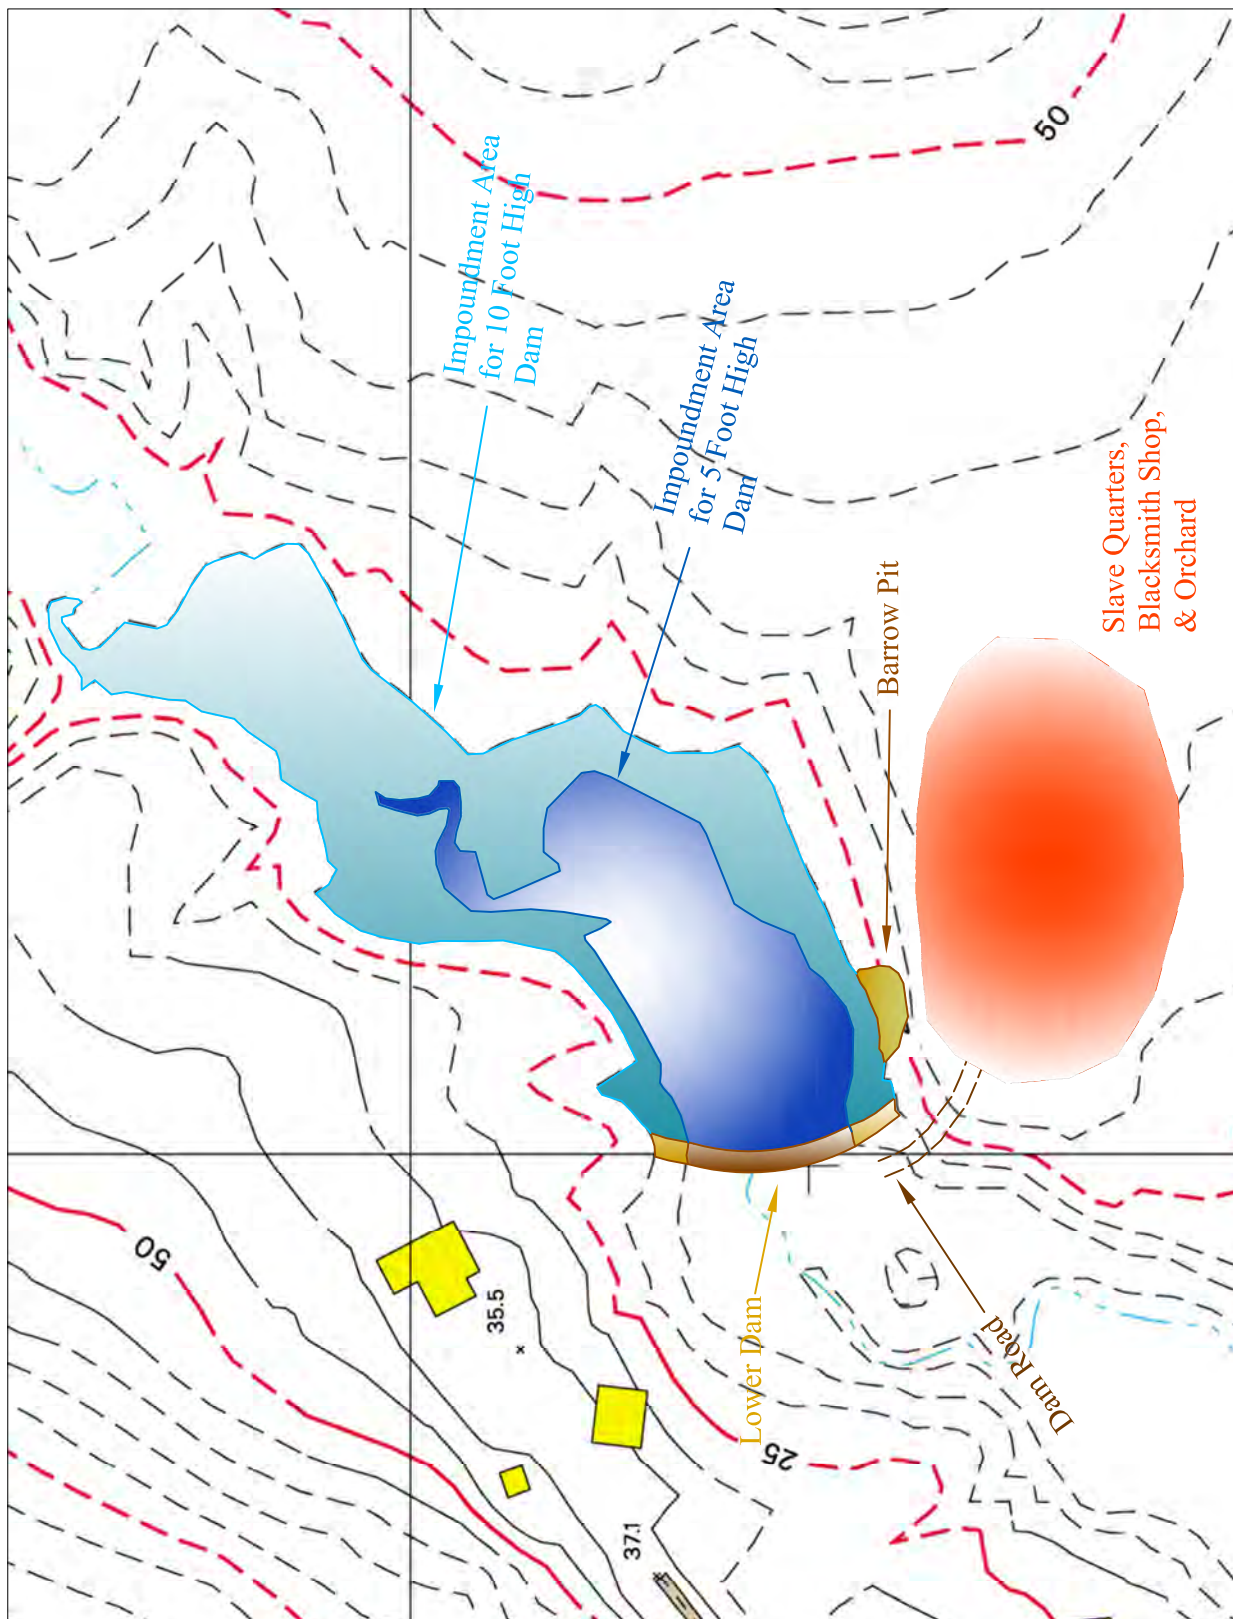 50
Impoundment Area
for 10 Foot High
Dam
Impoundment Area
for 5 Foot High
Dam
Slave Quarters,
Blacksmith Shop,
& Orchard
Barrow Pit
50
35.5
Lower Dam
Dam Road
25
37.1